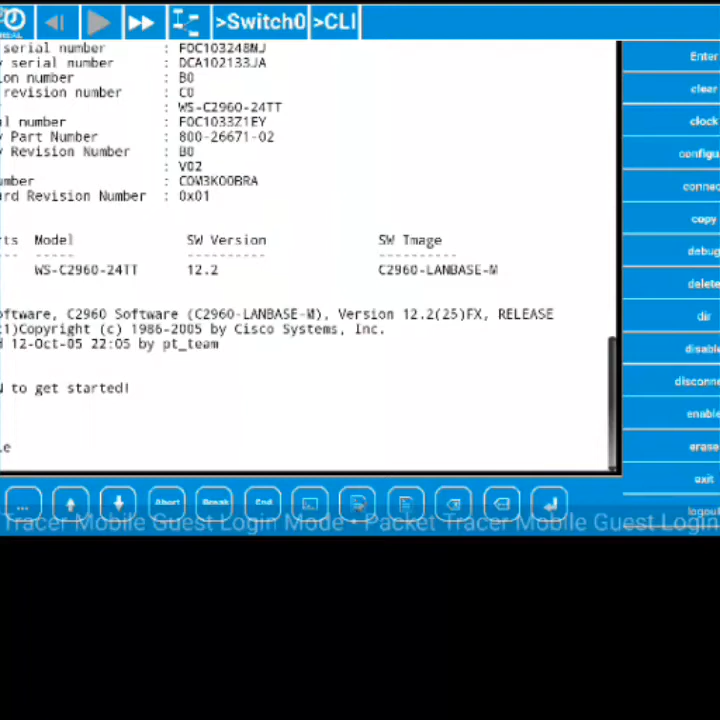 >Switch0 >CLI
serial number : FOC103248MJ
y serial number : DCA102133JA
ion number : B0
revision number : C0
: WS-C2960-24TT
l number : FOC1033Z1EY
y Part Number : 800-26671-02
y Revision Number : B0
: V02
umber : COM3K00BRA
rd Revision Number : 0x01
ts Model SW Version SW Image
--- ----- ---------- ----------
WS-C2960-24TT 12.2 C2960-LANBASE-M
oftware, C2960 Software (C2960-LANBASE-M), Version 12.2(25)FX, RELEASE
1)Copyright (c) 1986-2005 by Cisco Systems, Inc.
d 12-Oct-05 22:05 by pt_team
N to get started!
le
Enter
clear
clock
configu
connec
copy
debug
delete
dir
disable
disconne
enable
erase
exit
logout
... Abort Break End
Tracer Mobile Guest Login Mode • Packet Tracer Mobile Guest Login